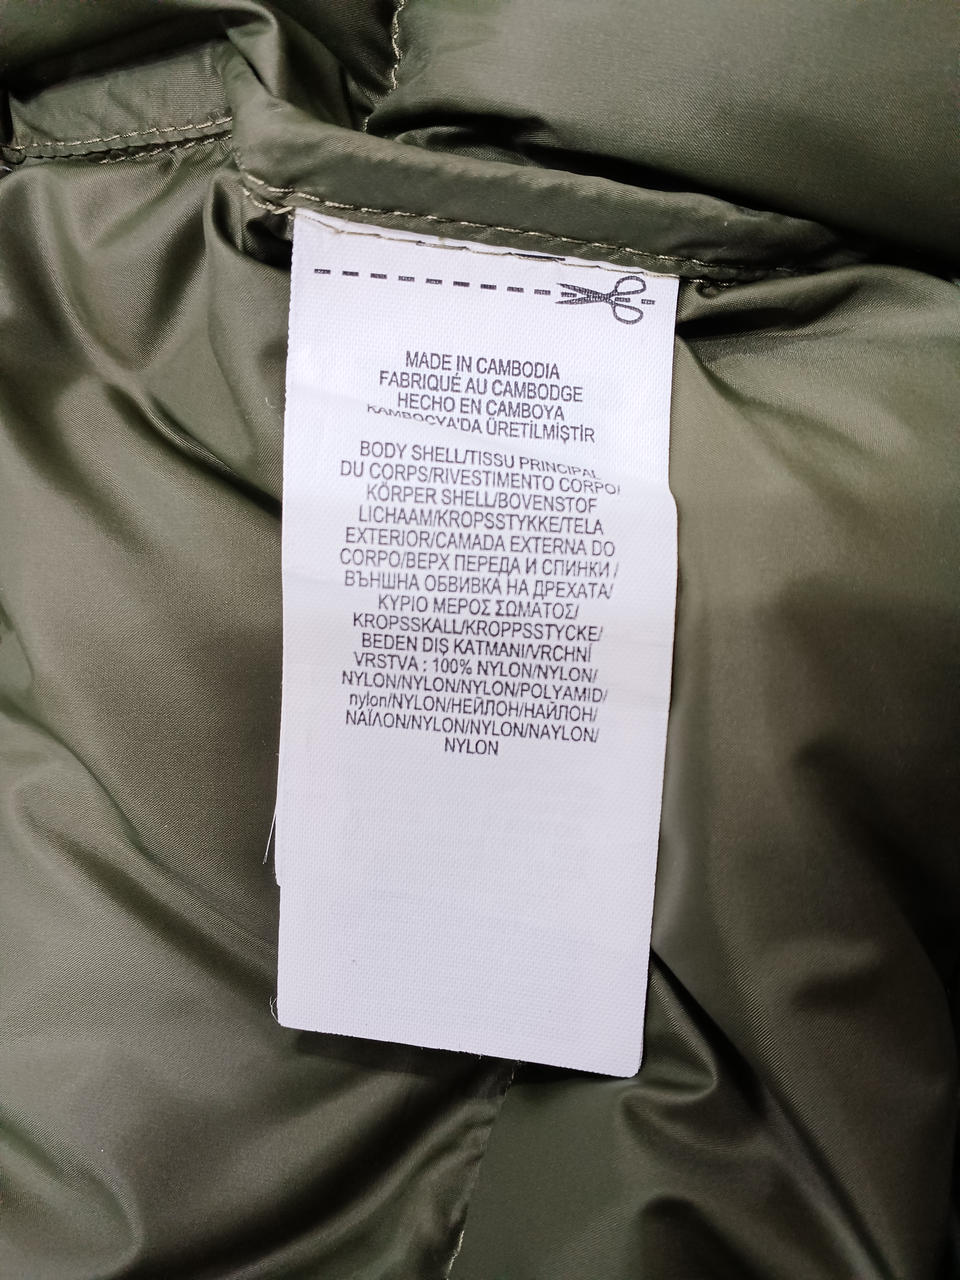 MADE IN CAMBODIA
FABRIQUÉ AU CAMBODGE
HECHO EN CAMBOYA
KAMBOÇYA'DA ÜRETİLMİŞTİR
BODY SHELL/TISSU PRINCIPAL
DU CORPS/RIVESTIMENTO CORPO/
KÖRPER SHELL/BOVENSTOF
LICHAAM/KROPSSTYKKE/TELA
EXTERIOR/CAMADA EXTERNA DO
CORPO/ВЕРХ ПЕРЕДА И СПИНКИ /
ВЪНШНА ОБВИВКА НА ДРЕХАТА/
ΚΥΡΙΟ ΜΕΡΟΣ ΣΩΜΑΤΟΣ/
KROPSSKALL/KROPPSSTYCKE/
BEDEN DIŞ KATMANI/VRCHNÍ
VRSTVA : 100% NYLON/NYLON/
NYLON/NYLON/NYLON/POLYAMID/
nylon/NYLON/НЕЙЛОН/НАЙЛОН/
ΝΑΪΛΟΝ/NYLON/NYLON/NAYLON/
NYLON